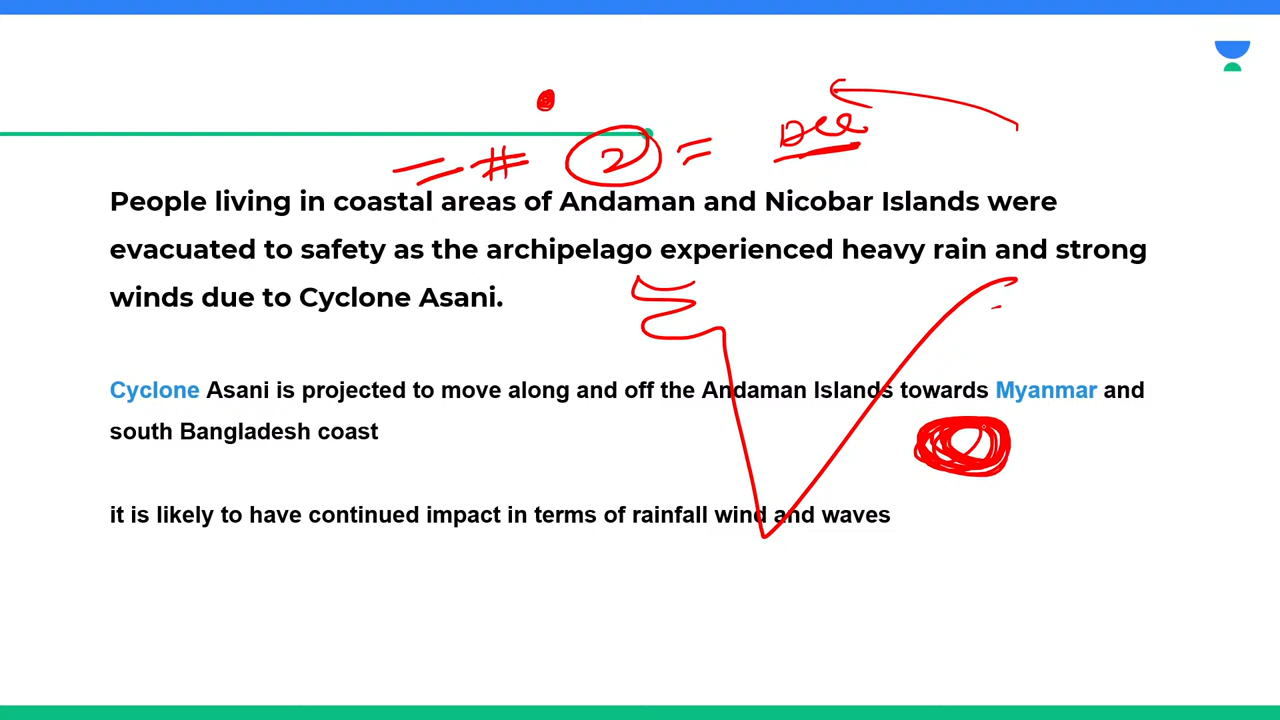 = # 2 = Dec
People living in coastal areas of Andaman and Nicobar Islands were
evacuated to safety as the archipelago experienced heavy rain and strong
winds due to Cyclone Asani.
Cyclone Asani is projected to move along and off the Andaman Islands towards Myanmar and
south Bangladesh coast
it is likely to have continued impact in terms of rainfall wind and waves